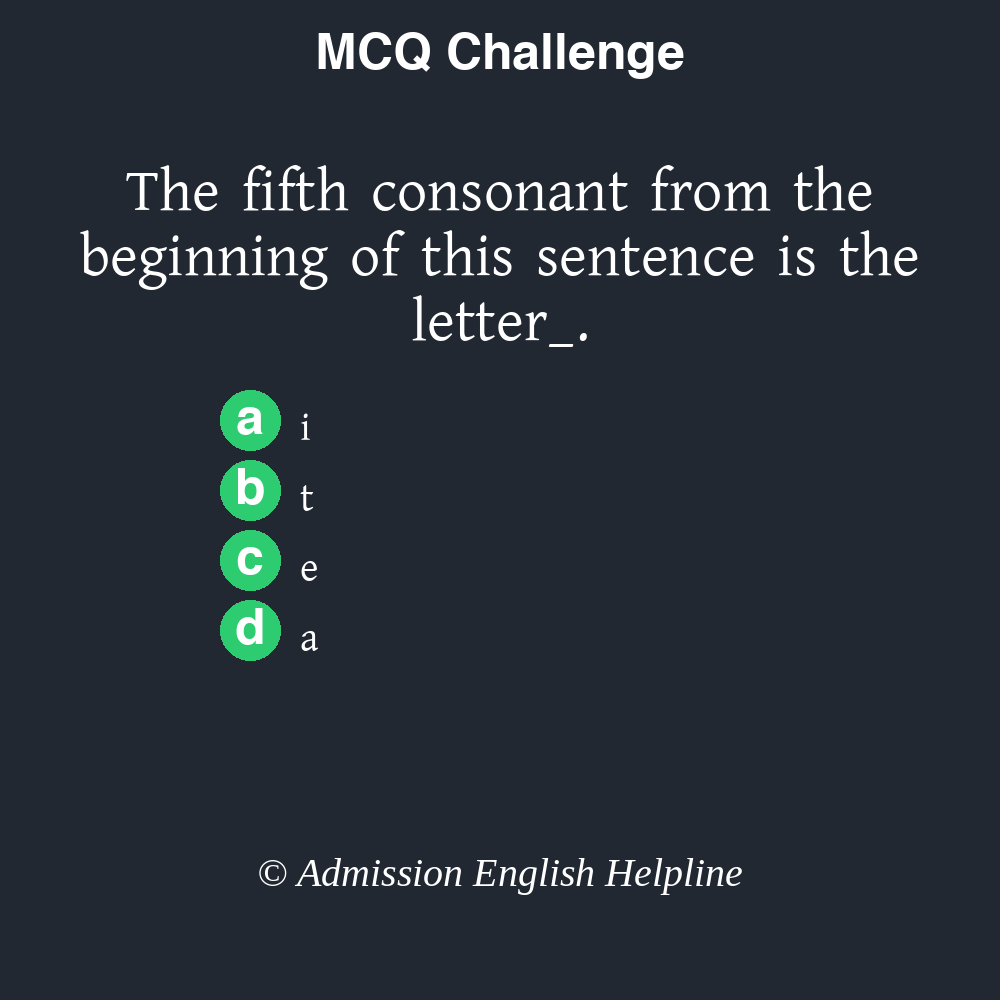 MCQ Challenge
The fifth consonant from the
beginning of this sentence is the
letter_.
a i
b t
c e
d a
© Admission English Helpline